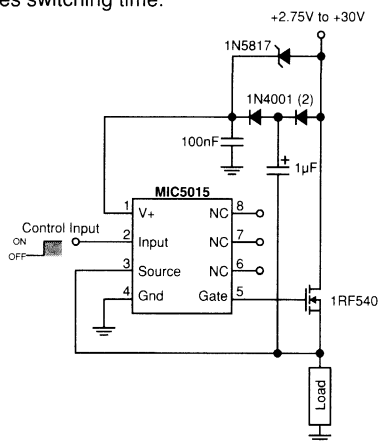 es switching time.
+2.75V to +30V
1N5817
1N4001 (2)
100nF
+
1µF
MIC5015
1 V+ NC 8
Control Input
ON
OFF
2 Input NC 7
3 Source NC 6
4 Gnd Gate 5
1RF540
Load